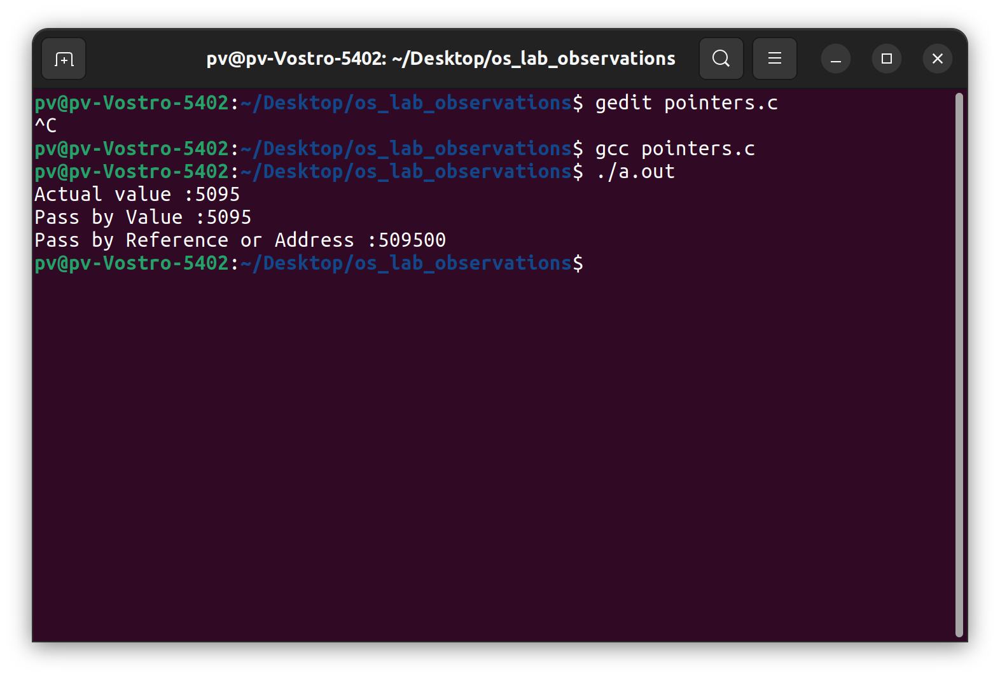 pv@pv-Vostro-5402: ~/Desktop/os_lab_observations
pv@pv-Vostro-5402:~/Desktop/os_lab_observations$ gedit pointers.c
^C
pv@pv-Vostro-5402:~/Desktop/os_lab_observations$ gcc pointers.c
pv@pv-Vostro-5402:~/Desktop/os_lab_observations$ ./a.out
Actual value :5095
Pass by Value :5095
Pass by Reference or Address :509500
pv@pv-Vostro-5402:~/Desktop/os_lab_observations$